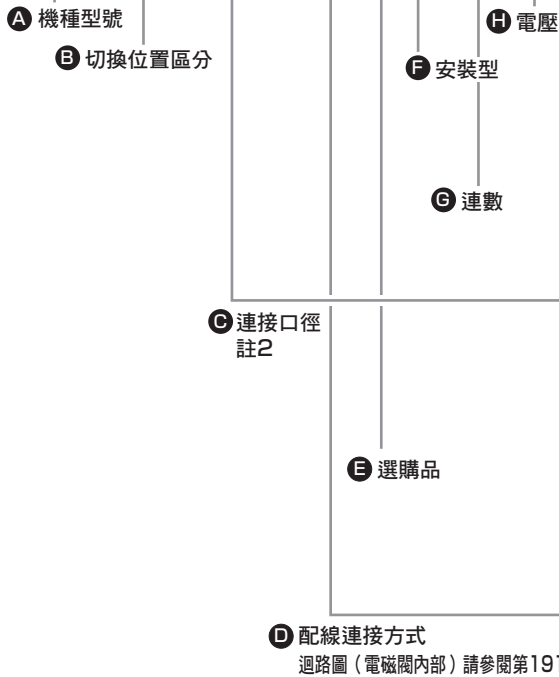 A 機種型號
H 電壓
B 切換位置區分
F 安裝型
G 連數
C 連接口徑
註2
E 選購品
D 配線連接方式
迴路圖（電磁閥內部）請參閱第191